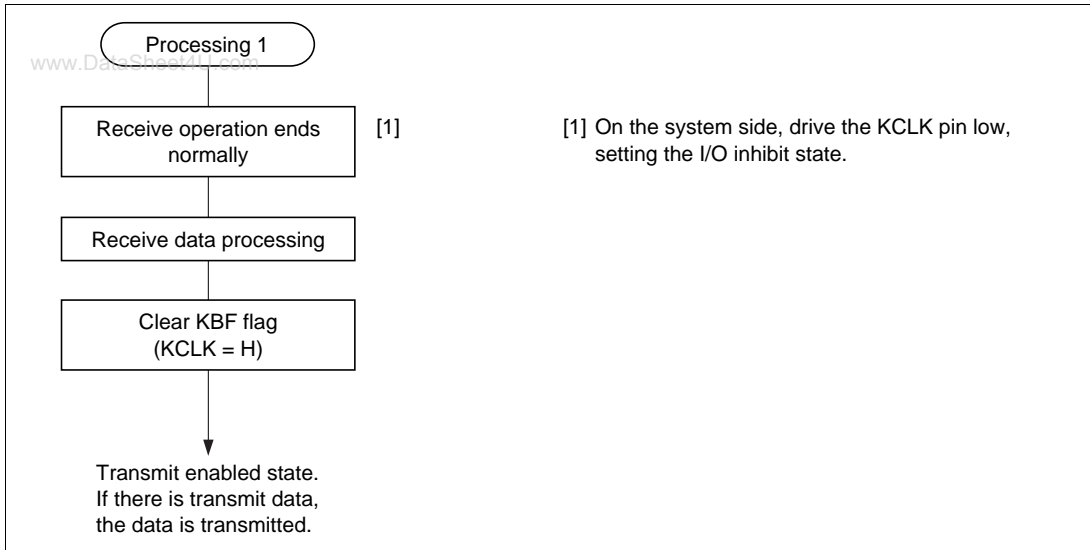 Processing 1
www.DataSheet4U.com
Receive operation ends
normally
[1]
[1] On the system side, drive the KCLK pin low,
setting the I/O inhibit state.
Receive data processing
Clear KBF flag
(KCLK = H)
Transmit enabled state.
If there is transmit data,
the data is transmitted.